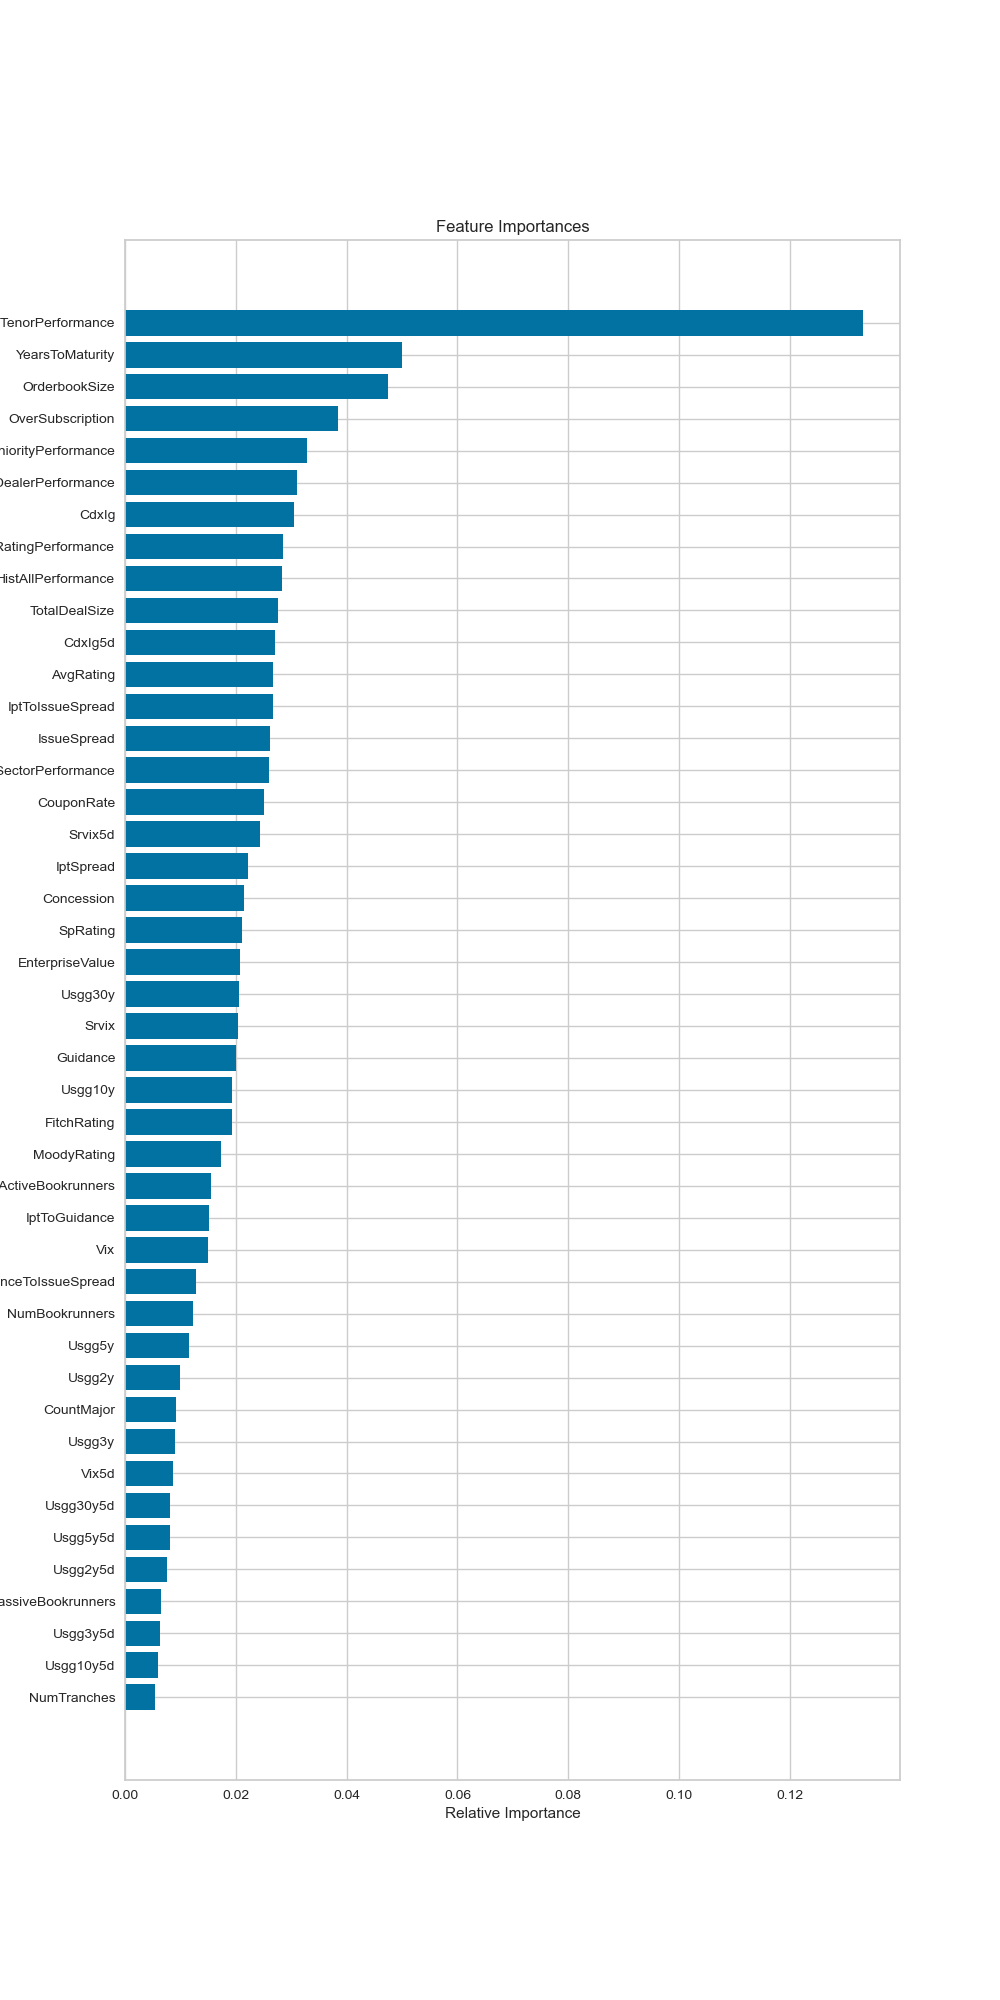 Feature Importances
TenorPerformance
YearsToMaturity
OrderbookSize
OverSubscription
niorityPerformance
DealerPerformance
CdxIg
RatingPerformance
HistAllPerformance
TotalDealSize
CdxIg5d
AvgRating
IptToIssueSpread
IssueSpread
SectorPerformance
CouponRate
Srvix5d
IptSpread
Concession
SpRating
EnterpriseValue
Usgg30y
Srvix
Guidance
Usgg10y
FitchRating
MoodyRating
ActiveBookrunners
IptToGuidance
Vix
nceToIssueSpread
NumBookrunners
Usgg5y
Usgg2y
CountMajor
Usgg3y
Vix5d
Usgg30y5d
Usgg5y5d
Usgg2y5d
assiveBookrunners
Usgg3y5d
Usgg10y5d
NumTranches
0.00 0.02 0.04 0.06 0.08 0.10 0.12
Relative Importance